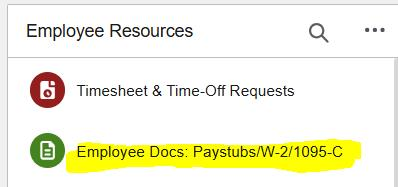 Employee Resources
Timesheet & Time-Off Requests
Employee Docs: Paystubs/W-2/1095-C